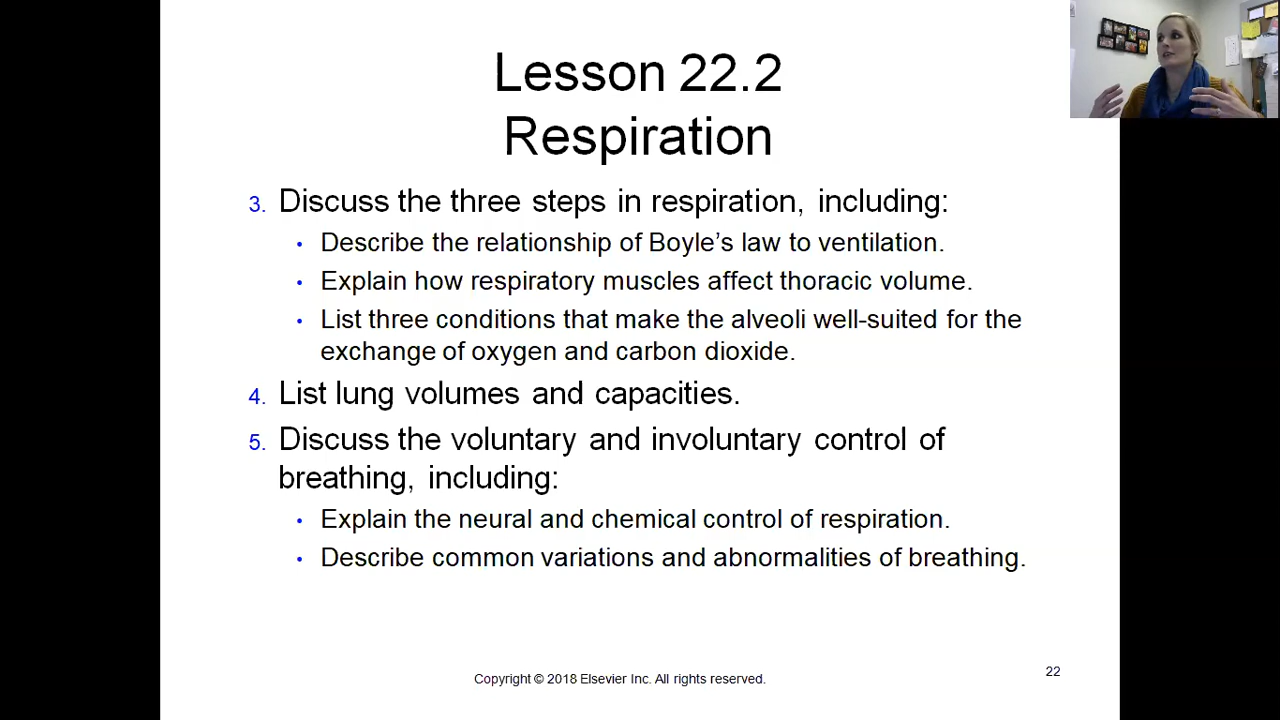 Lesson 22.2
Respiration
3. Discuss the three steps in respiration, including:
• Describe the relationship of Boyle’s law to ventilation.
• Explain how respiratory muscles affect thoracic volume.
• List three conditions that make the alveoli well-suited for the
exchange of oxygen and carbon dioxide.
4. List lung volumes and capacities.
5. Discuss the voluntary and involuntary control of
breathing, including:
• Explain the neural and chemical control of respiration.
• Describe common variations and abnormalities of breathing.
Copyright © 2018 Elsevier Inc. All rights reserved.
22